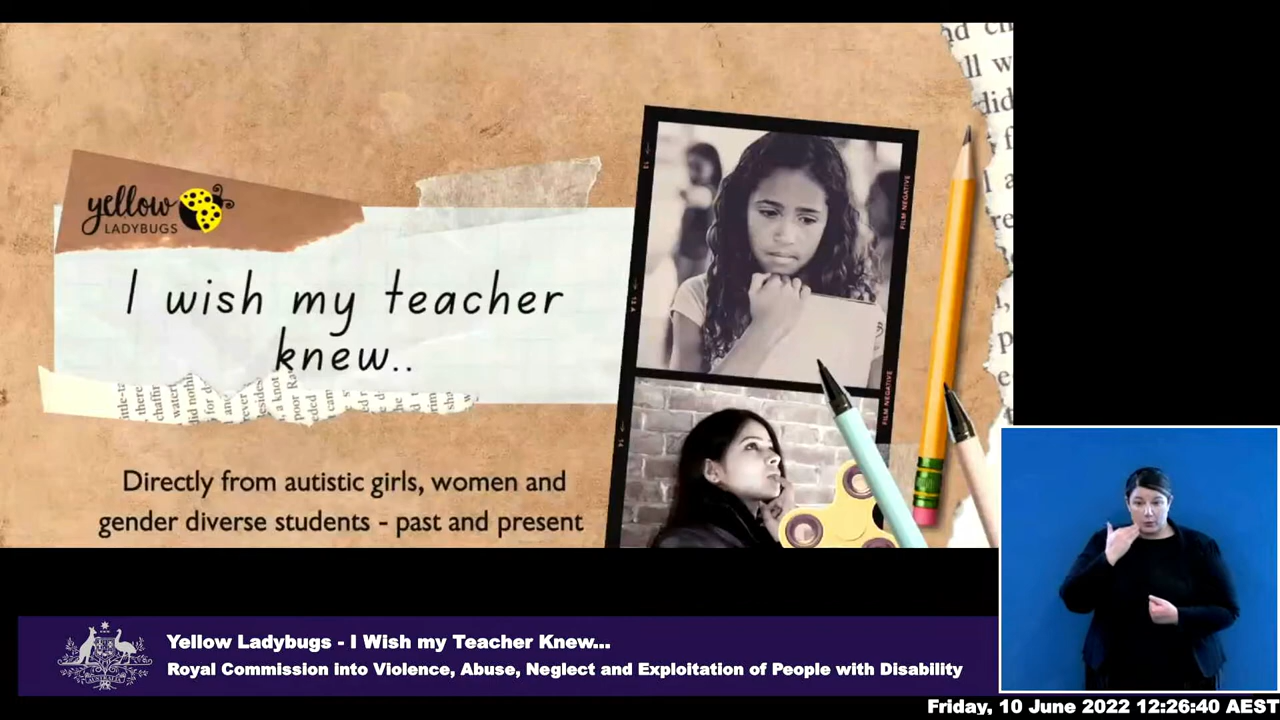 yellow
LADYBUGS
I wish my teacher
knew..
Directly from autistic girls, women and
gender diverse students - past and present
FILM NEGATIVE
FILM NEGATIVE
Yellow Ladybugs - I Wish my Teacher Knew...
Royal Commission into Violence, Abuse, Neglect and Exploitation of People with Disability
Friday, 10 June 2022 12:26:40 AEST